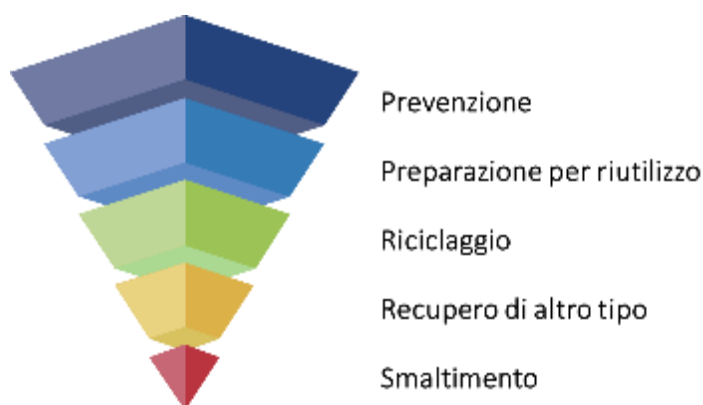 Prevenzione
Preparazione per riutilizzo
Riciclaggio
Recupero di altro tipo
Smaltimento